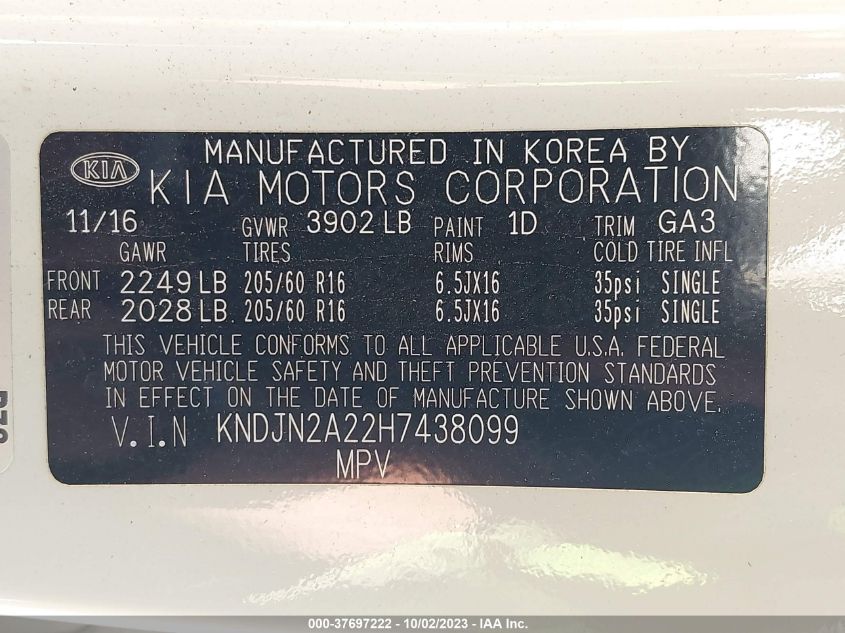 MANUFACTURED IN KOREA BY
KIA KIA MOTORS CORPORATION
11/16 GVWR 3902 LB PAINT 1D TRIM GA3
GAWR TIRES RIMS COLD TIRE INFL
FRONT 2249 LB 205/60 R16 6.5JX16 35psi SINGLE
REAR 2028 LB 205/60 R16 6.5JX16 35psi SINGLE
THIS VEHICLE CONFORMS TO ALL APPLICABLE U.S.A. FEDERAL
MOTOR VEHICLE SAFETY AND THEFT PREVENTION STANDARDS
IN EFFECT ON THE DATE OF MANUFACTURE SHOWN ABOVE.
V.I.N KNDJN2A22H7438099
MPV
000-37697222 - 10/02/2023 - IAA Inc.